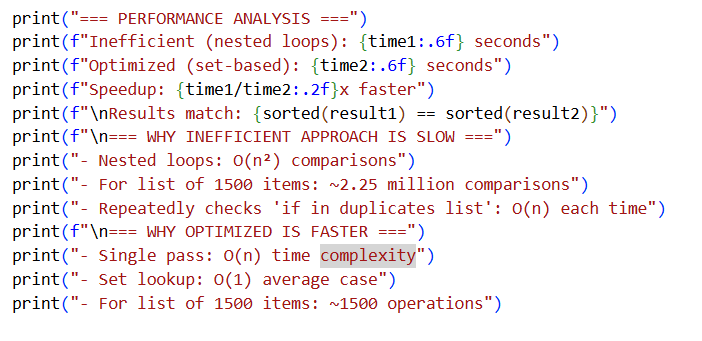 print("=== PERFORMANCE ANALYSIS ===")
print(f"Inefficient (nested loops): {time1:.6f} seconds")
print(f"Optimized (set-based): {time2:.6f} seconds")
print(f"Speedup: {time1/time2:.2f}x faster")
print(f"\nResults match: {sorted(result1) == sorted(result2)}")
print(f"\n=== WHY INEFFICIENT APPROACH IS SLOW ===")
print("- Nested loops: O(n²) comparisons")
print("- For list of 1500 items: ~2.25 million comparisons")
print("- Repeatedly checks 'if in duplicates list': O(n) each time")
print(f"\n=== WHY OPTIMIZED IS FASTER ===")
print("- Single pass: O(n) time complexity")
print("- Set lookup: O(1) average case")
print("- For list of 1500 items: ~1500 operations")